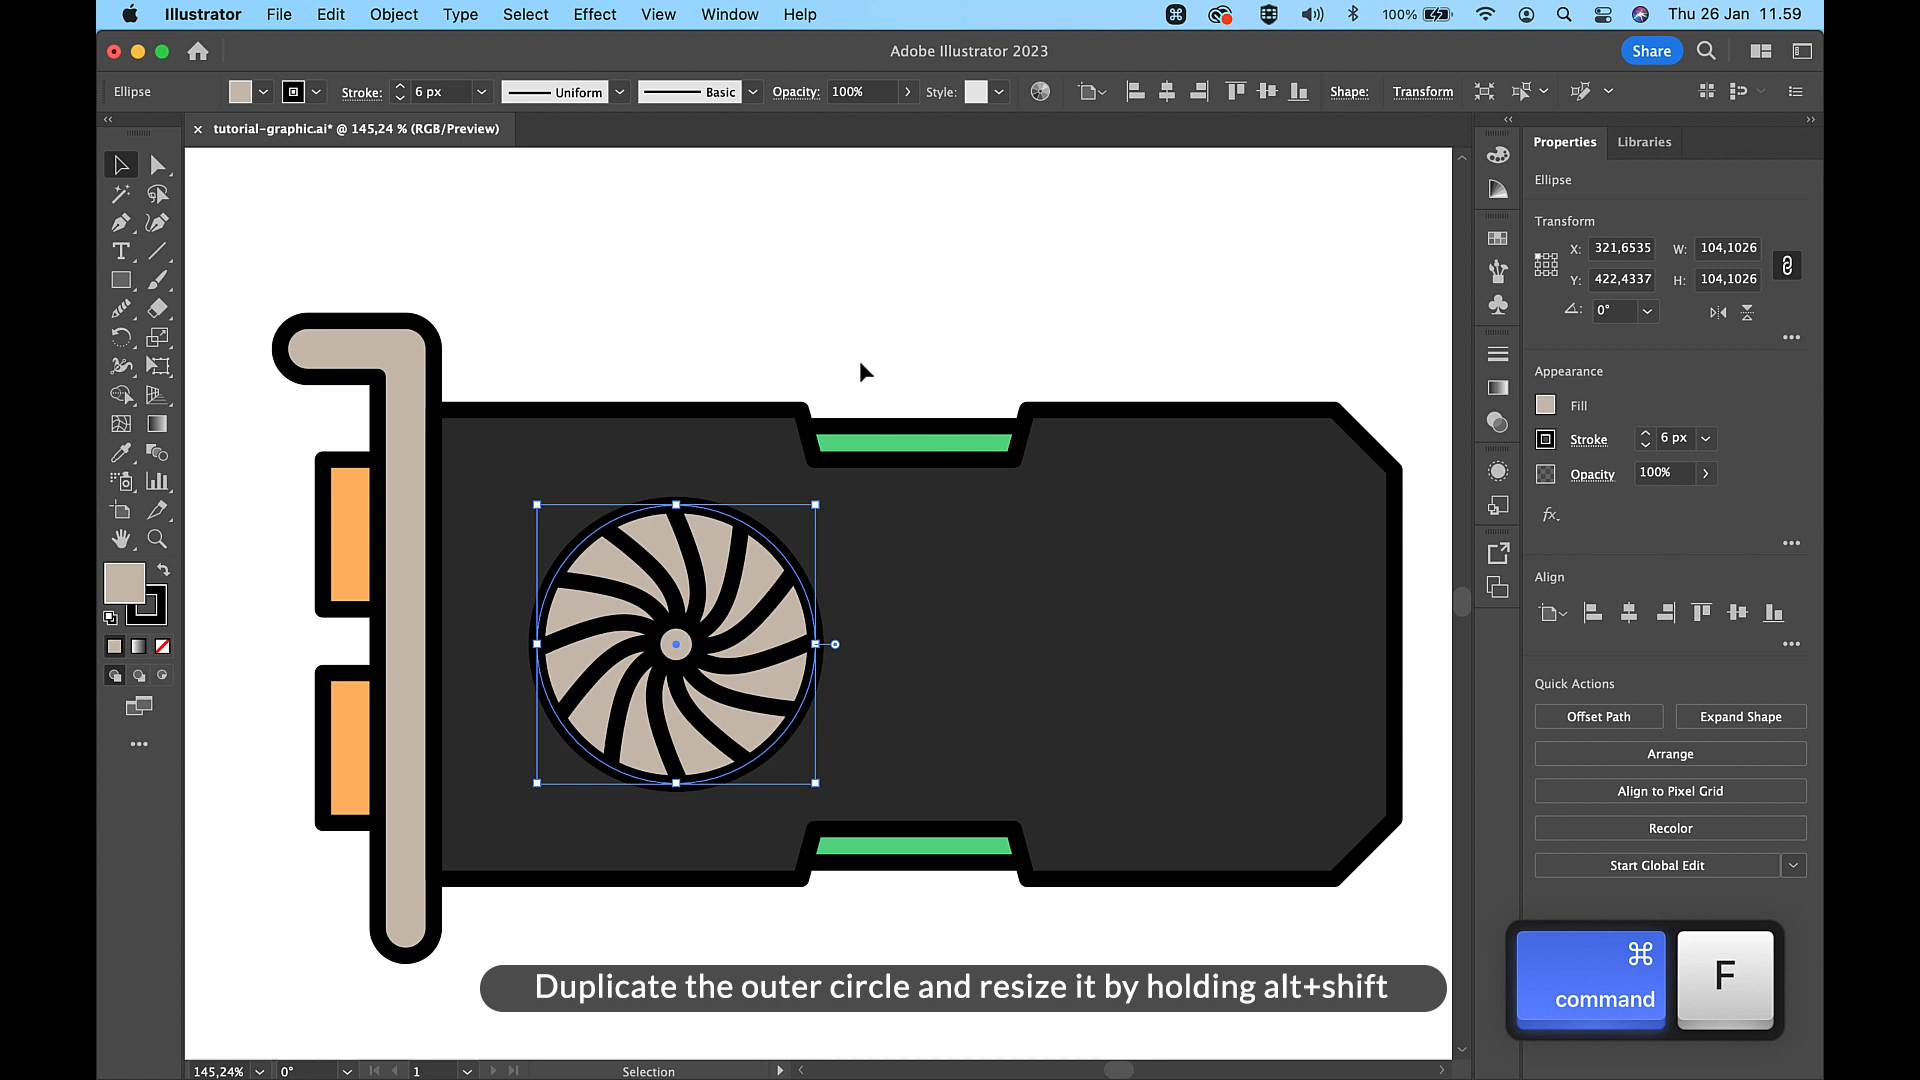 Illustrator File Edit Object Type Select Effect View Window Help 100% Thu 26 Jan 11.59
Adobe Illustrator 2023 Share
Ellipse Stroke: 6 px Uniform Basic Opacity: 100% Style: Shape: Transform
tutorial-graphic.ai* @ 145,24 % (RGB/Preview)
Properties Libraries
Ellipse
Transform
X: 321,6535 W: 104,1026
Y: 422,4337 H: 104,1026
0°
Appearance
Fill
Stroke 6 px
Opacity 100%
fx.
Align
Quick Actions
Offset Path Expand Shape
Arrange
Align to Pixel Grid
Recolor
Start Global Edit
Duplicate the outer circle and resize it by holding alt+shift
⌘
command
F
145,24% 0° 1 Selection